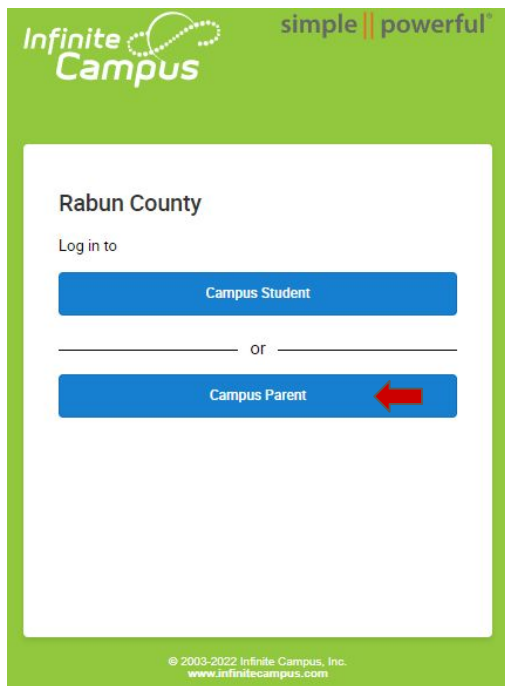 Infinite
Campus
simple || powerful®
Rabun County
Log in to
Campus Student
or
Campus Parent
© 2003-2022 Infinite Campus, Inc.
www.infinitecampus.com